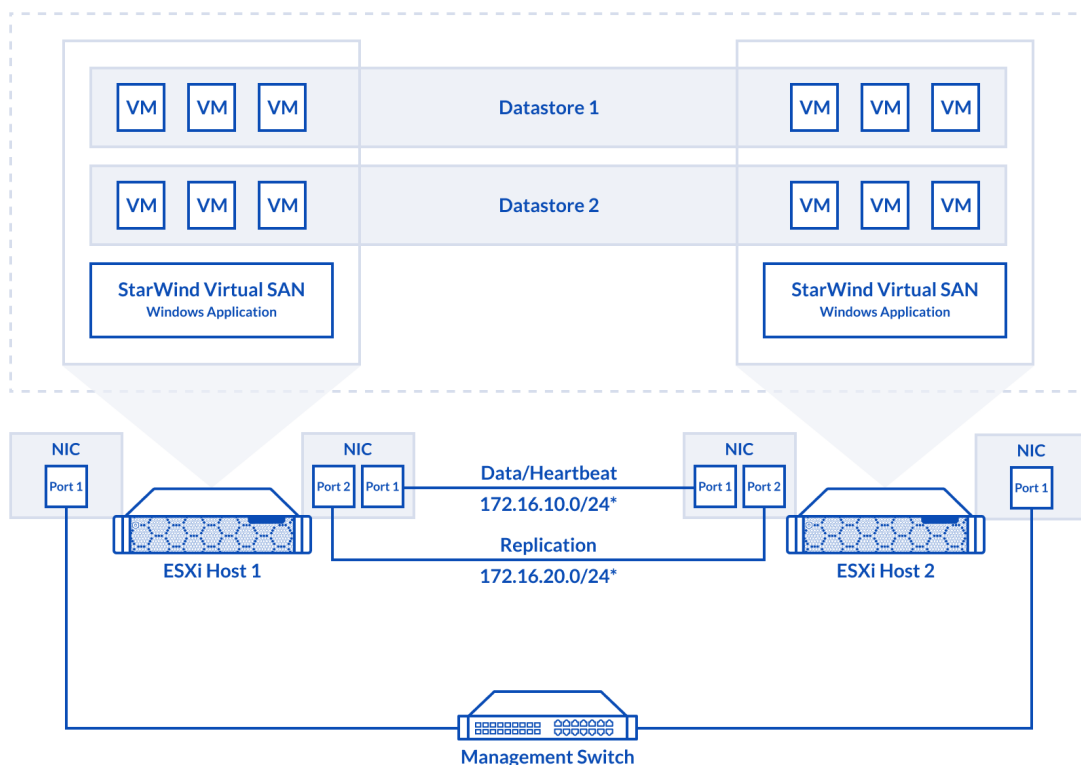 VM VM VM Datastore 1 VM VM VM
VM VM VM Datastore 2 VM VM VM
StarWind Virtual SAN
Windows Application
StarWind Virtual SAN
Windows Application
NIC
Port 1
NIC
Port 2 Port 1
Data/Heartbeat
172.16.10.0/24*
Replication
172.16.20.0/24*
NIC
Port 1 Port 2
NIC
Port 1
ESXi Host 1
ESXi Host 2
Management Switch